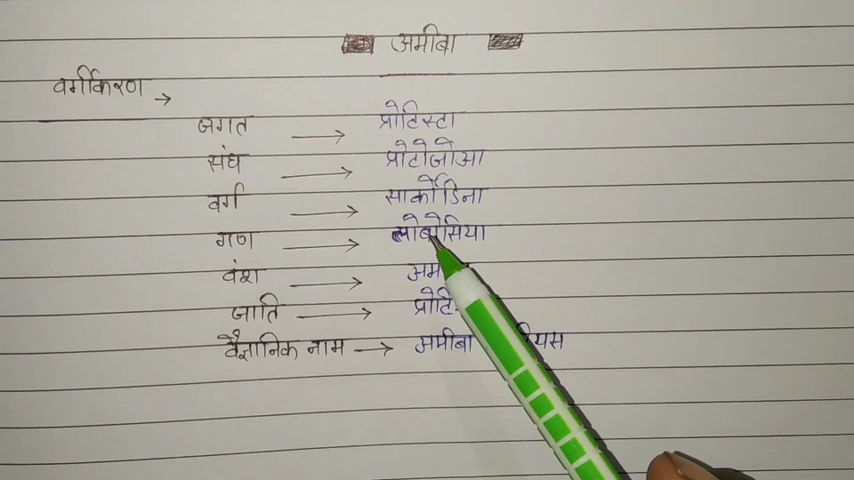 अमीबा
वर्गीकरण →
जगत → प्रोटिस्टा
संघ → प्रोटोजोआ
वर्ग → सार्कोडिना
गण → लोबोसिया
वंश →
जाति →
वैज्ञानिक नाम → अमीबा